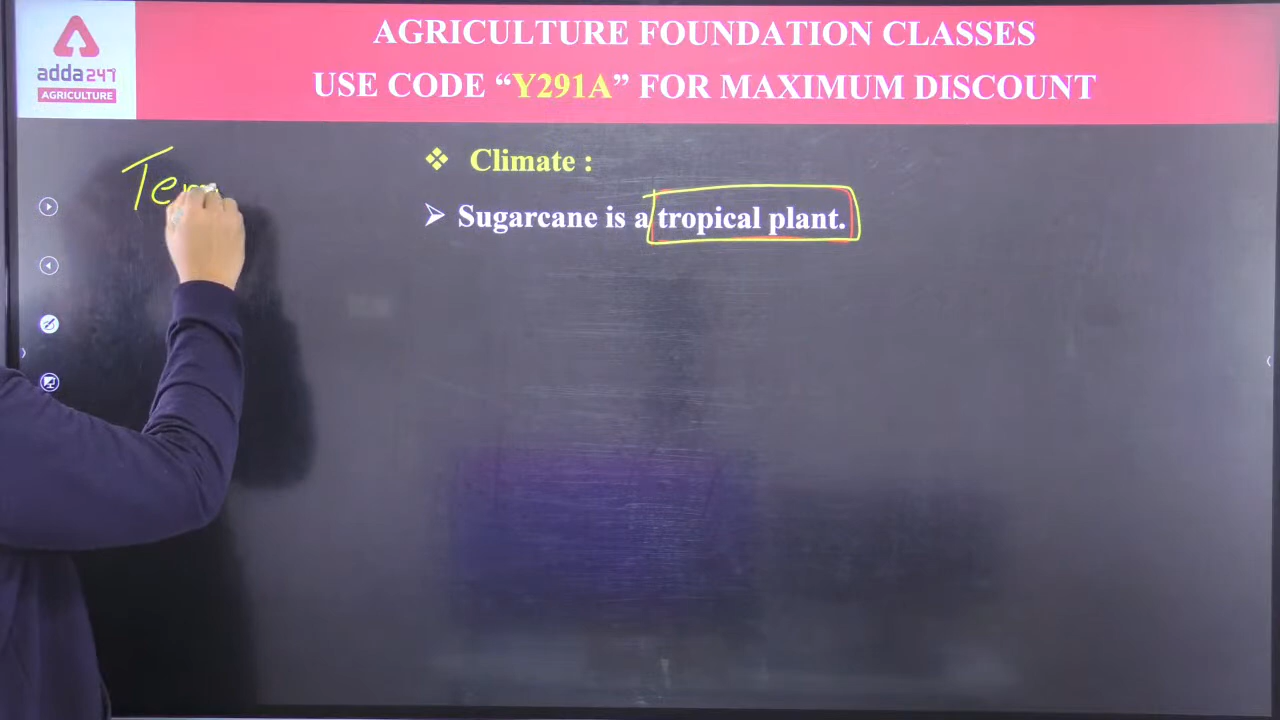 AGRICULTURE FOUNDATION CLASSES
adda247
AGRICULTURE
USE CODE “Y291A” FOR MAXIMUM DISCOUNT
❖ Climate :
➢ Sugarcane is a tropical plant.